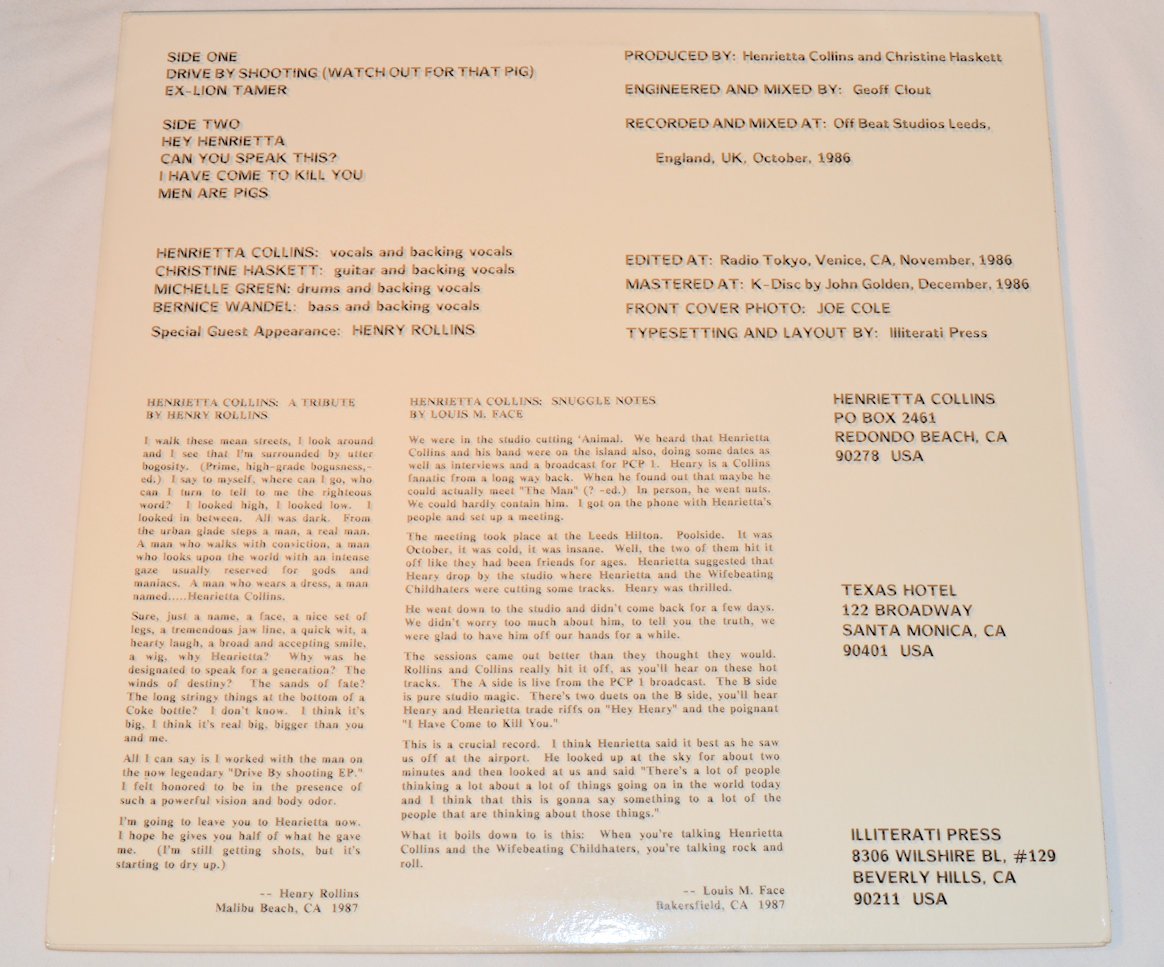 SIDE ONE
DRIVE BY SHOOTING (WATCH OUT FOR THAT PIG)
EX-LION TAMER
SIDE TWO
HEY HENRIETTA
CAN YOU SPEAK THIS?
I HAVE COME TO KILL YOU
MEN ARE PIGS
HENRIETTA COLLINS: vocals and backing vocals
CHRISTINE HASKETT: guitar and backing vocals
MICHELLE GREEN: drums and backing vocals
BERNICE WANDEL: bass and backing vocals
Special Guest Appearance: HENRY ROLLINS
PRODUCED BY: Henrietta Collins and Christine Haskett
ENGINEERED AND MIXED BY: Geoff Clout
RECORDED AND MIXED AT: Off Beat Studios Leeds,
England, UK, October, 1986
EDITED AT: Radio Tokyo, Venice, CA, November, 1986
MASTERED AT: K-Disc by John Golden, December, 1986
FRONT COVER PHOTO: JOE COLE
TYPESETTING AND LAYOUT BY: Illiterati Press
HENRIETTA COLLINS: A TRIBUTE
BY HENRY ROLLINS
I walk these mean streets, I look around
and I see that I'm surrounded by utter
bogosity. (Prime, high-grade bogusness,-
ed.) I say to myself, where can I go, who
can I turn to tell to me the righteous
word? I looked high, I looked low. I
looked in between. All was dark. From
the urban glade steps a man, a real man.
A man who walks with conviction, a man
who looks upon the world with an intense
gaze usually reserved for gods and
maniacs. A man who wears a dress, a man
named.....Henrietta Collins.
Sure, just a name, a face, a nice set of
legs, a tremendous jaw line, a quick wit, a
hearty laugh, a broad and accepting smile,
a wig, why Henrietta? Why was he
designated to speak for a generation? The
winds of destiny? The sands of fate?
The long stringy things at the bottom of a
Coke bottle? I don't know. I think it's
big, I think it's real big, bigger than you
and me.
All I can say is I worked with the man on
the now legendary "Drive By shooting EP."
I felt honored to be in the presence of
such a powerful vision and body odor.
I'm going to leave you to Henrietta now.
I hope he gives you half of what he gave
me. (I'm still getting shots, but it's
starting to dry up.)
-- Henry Rollins
Malibu Beach, CA 1987
HENRIETTA COLLINS: SNUGGLE NOTES
BY LOUIS M. FACE
We were in the studio cutting 'Animal. We heard that Henrietta
Collins and his band were on the island also, doing some dates as
well as interviews and a broadcast for PCP 1. Henry is a Collins
fanatic from a long way back. When he found out that maybe he
could actually meet "The Man" (? -ed.) In person, he went nuts.
We could hardly contain him. I got on the phone with Henrietta's
people and set up a meeting.
The meeting took place at the Leeds Hilton. Poolside. It was
October, it was cold, it was insane. Well, the two of them hit it
off like they had been friends for ages. Henrietta suggested that
Henry drop by the studio where Henrietta and the Wifebeating
Childhaters were cutting some tracks. Henry was thrilled.
He went down to the studio and didn't come back for a few days.
We didn't worry too much about him, to tell you the truth, we
were glad to have him off our hands for a while.
The sessions came out better than they thought they would.
Rollins and Collins really hit it off, as you'll hear on these hot
tracks. The A side is live from the PCP 1 broadcast. The B side
is pure studio magic. There's two duets on the B side, you'll hear
Henry and Henrietta trade riffs on "Hey Henry" and the poignant
"I Have Come to Kill You."
This is a crucial record. I think Henrietta said it best as he saw
us off at the airport. He looked up at the sky for about two
minutes and then looked at us and said "There's a lot of people
thinking a lot about a lot of things going on in the world today
and I think that this is gonna say something to a lot of the
people that are thinking about those things."
What it boils down to is this: When you're talking Henrietta
Collins and the Wifebeating Childhaters, you're talking rock and
roll.
-- Louis M. Face
Bakersfield, CA 1987
HENRIETTA COLLINS
PO BOX 2461
REDONDO BEACH, CA
90278 USA
TEXAS HOTEL
122 BROADWAY
SANTA MONICA, CA
90401 USA
ILLITERATI PRESS
8306 WILSHIRE BL, #129
BEVERLY HILLS, CA
90211 USA